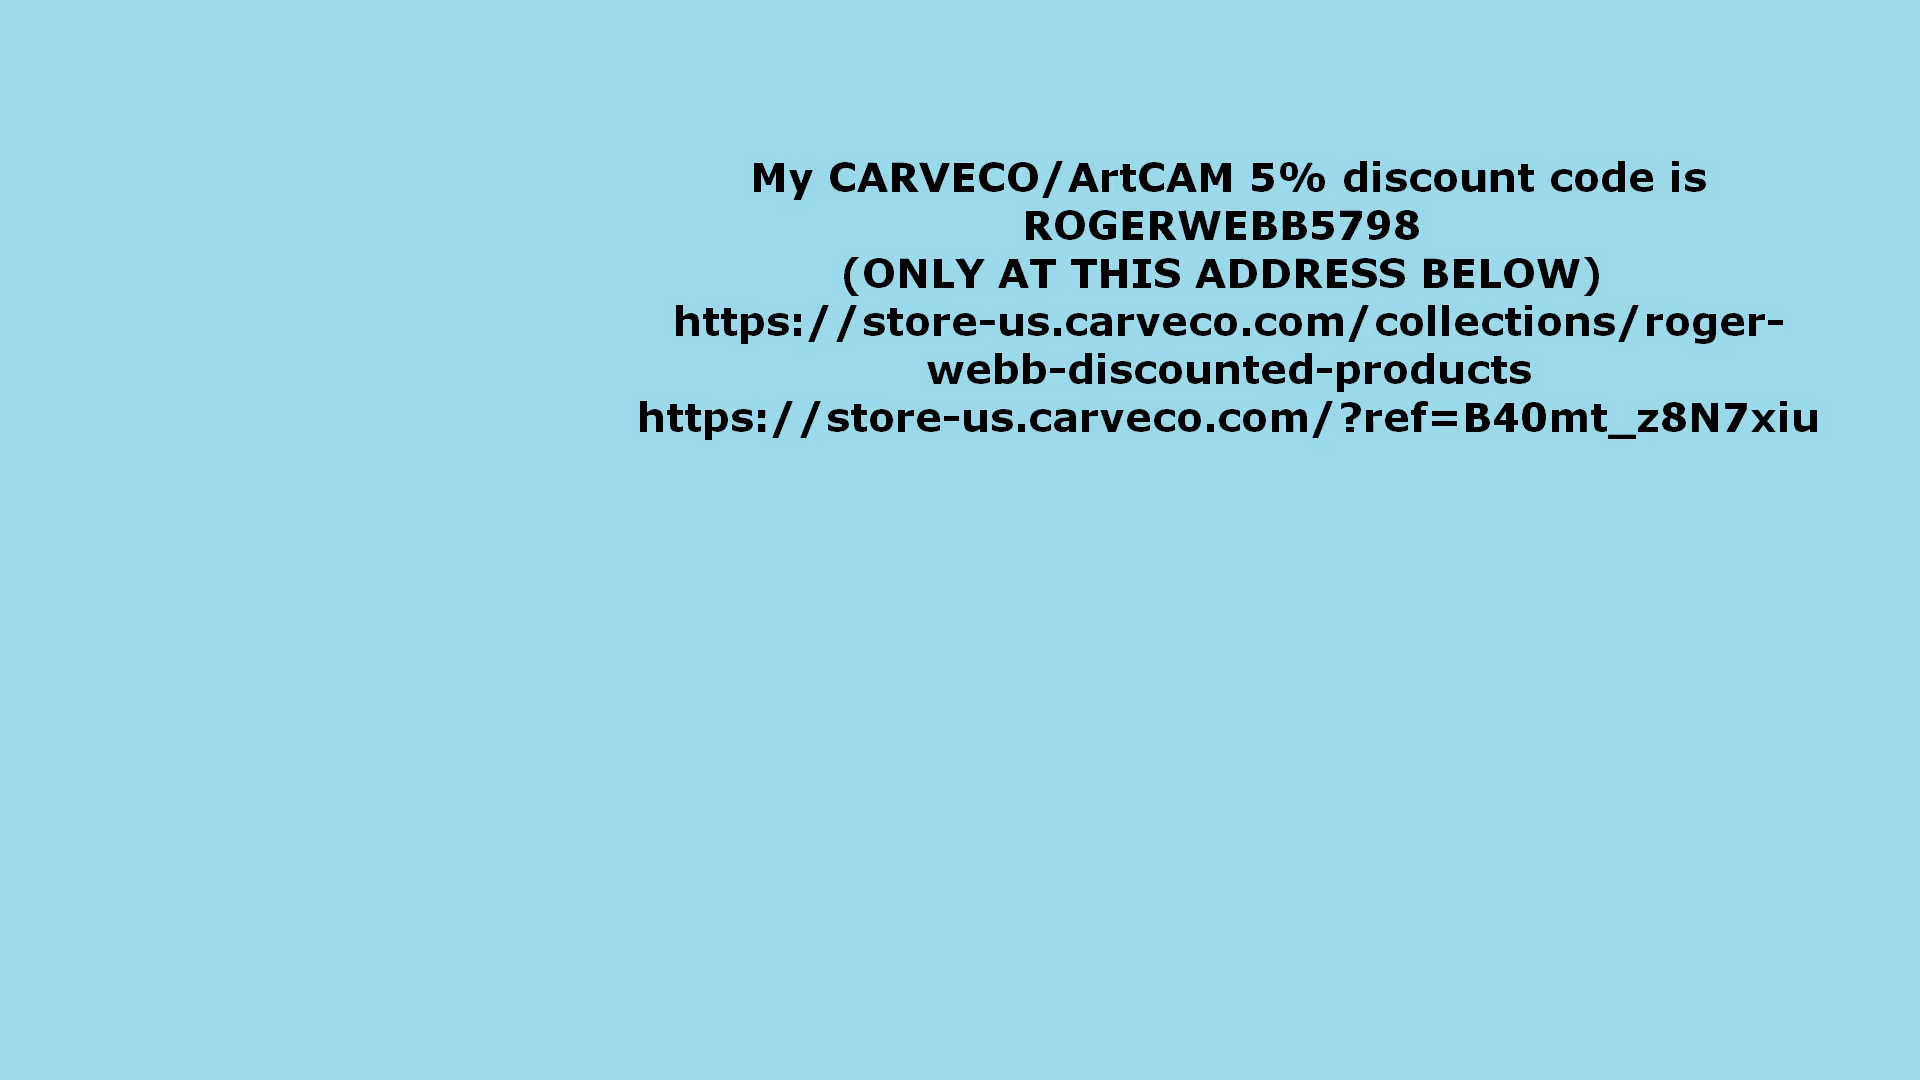 My CARVECO/ArtCAM 5% discount code is
ROGERWEBB5798
(ONLY AT THIS ADDRESS BELOW)
https://store-us.carveco.com/collections/roger-
webb-discounted-products
https://store-us.carveco.com/?ref=B40mt_z8N7xiu